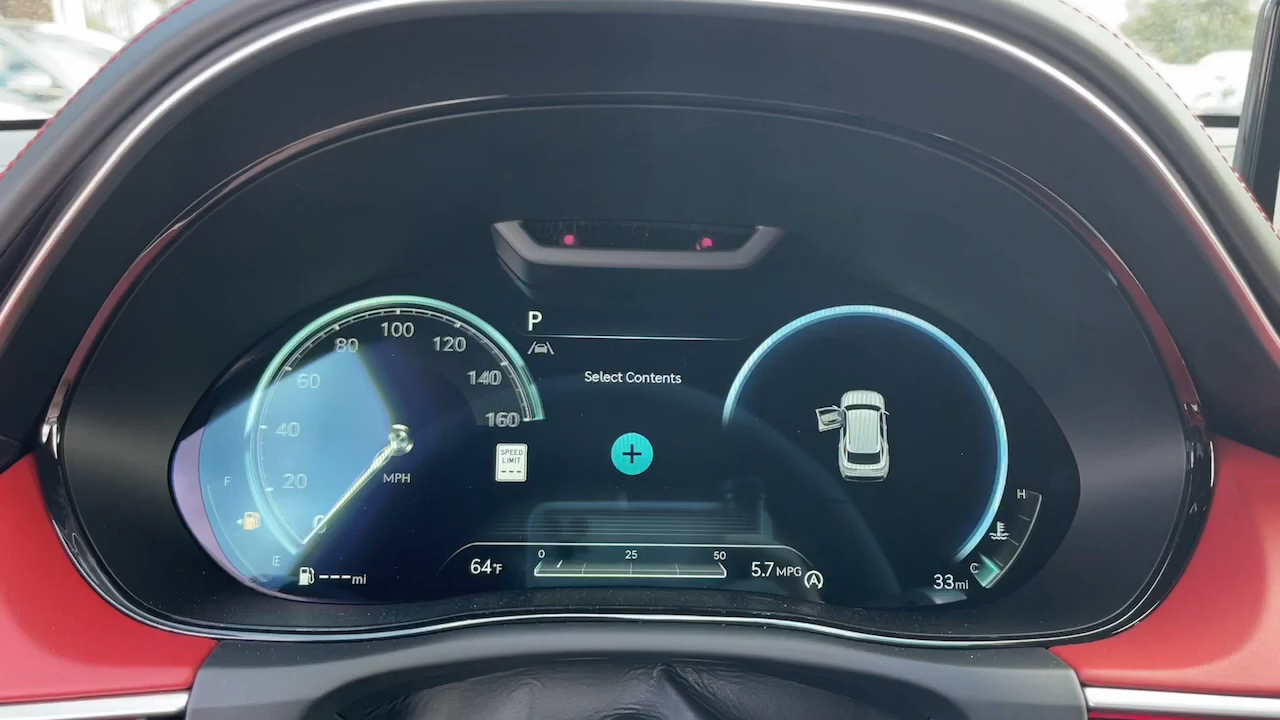 P
Select Contents
100
80
120
60
140
40
160
20
0
MPH
SPEED
LIMIT
---
F
E
---mi
64°F
0 25 50
5.7 MPG
A
H
C
33mi